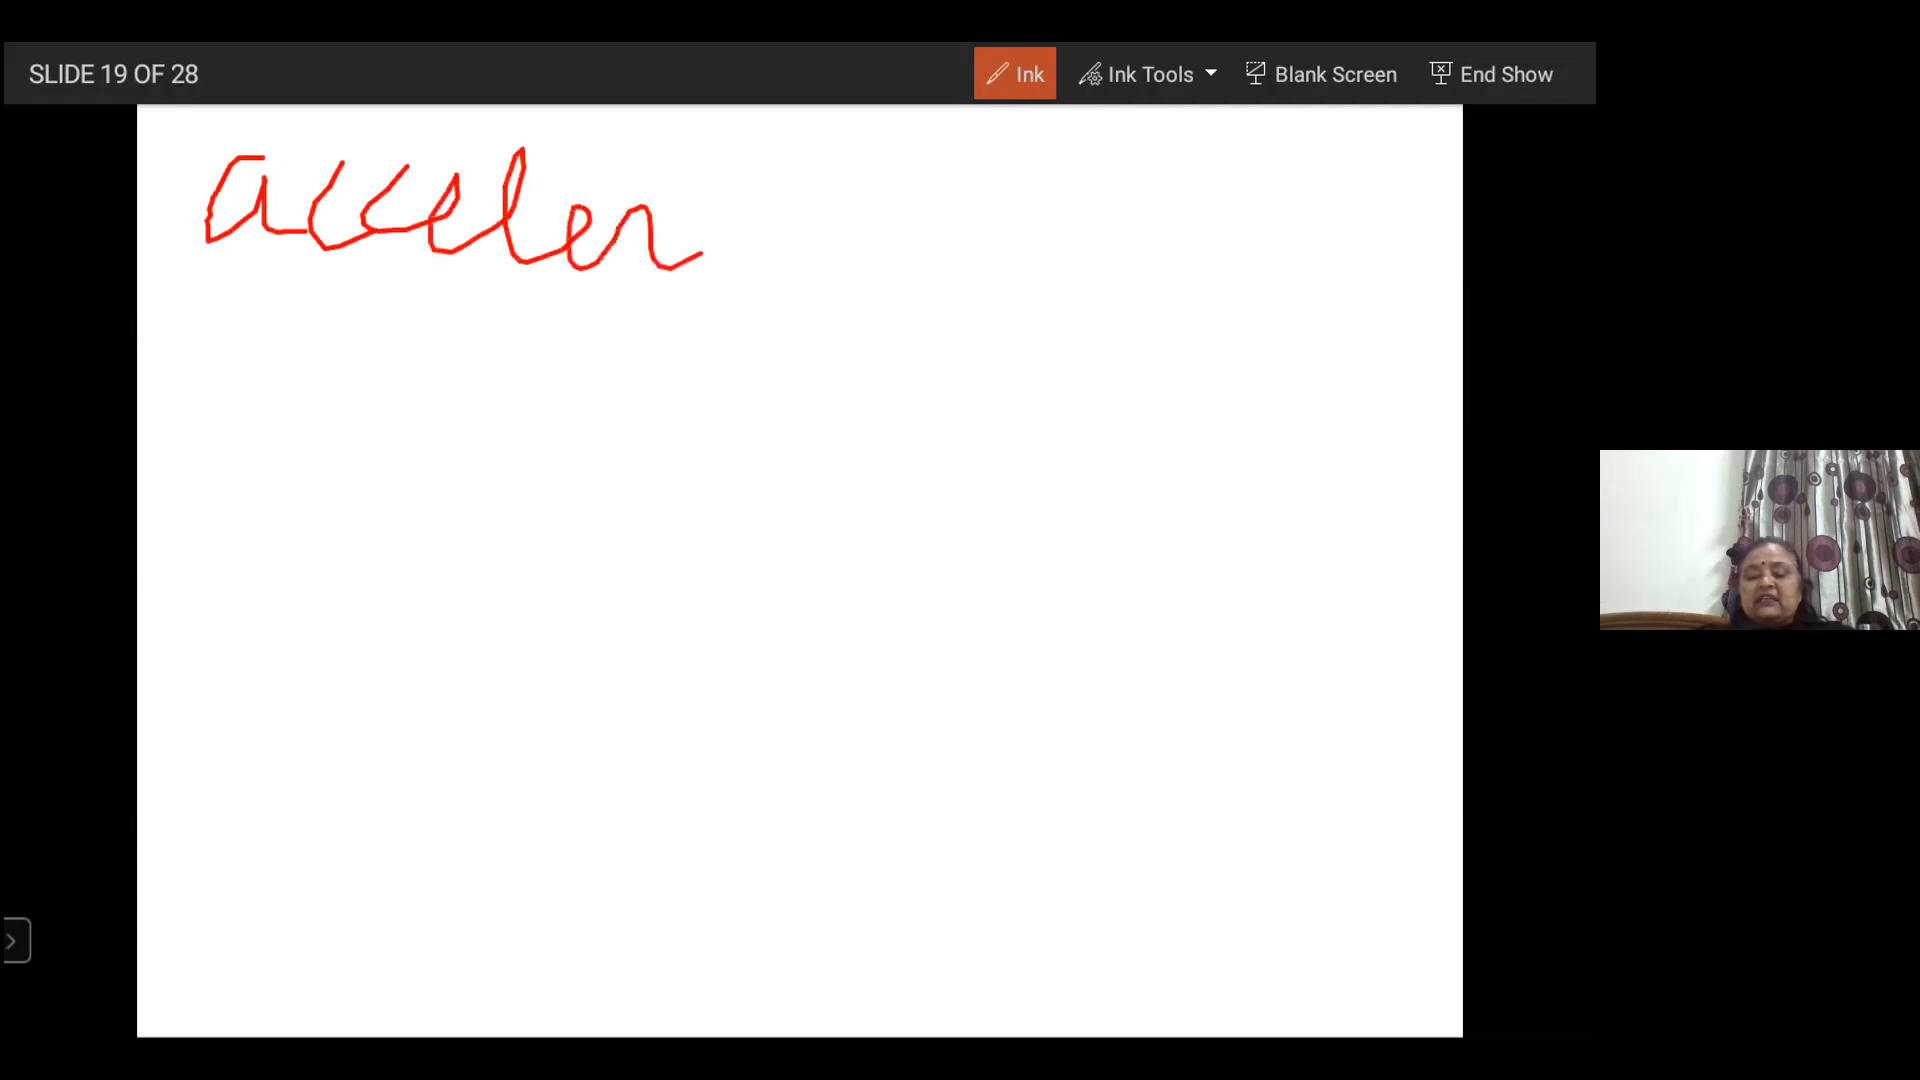 SLIDE 19 OF 28
Ink
Ink Tools
Blank Screen
End Show
acceler